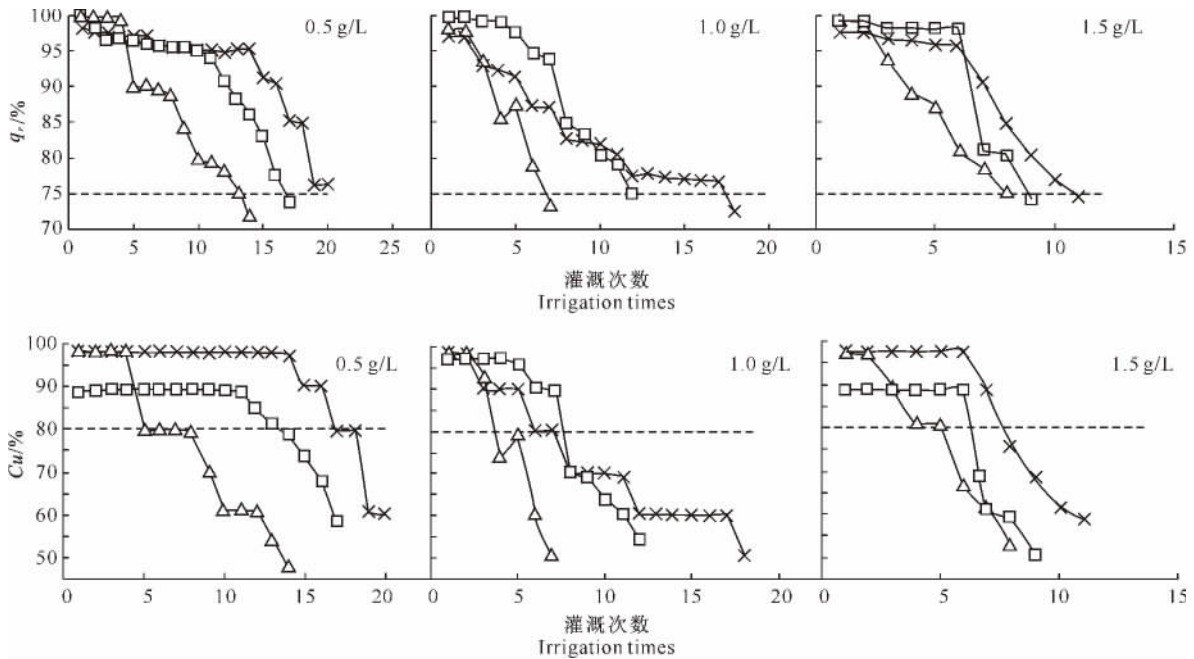 0.5 g/L 1.0 g/L 1.5 g/L
qr/%
100
95
90
85
80
75
70
0 5 10 15 20 25 0 5 10 15 20 0 5 10 15
灌溉次数
Irrigation times
0.5 g/L 1.0 g/L 1.5 g/L
Cu/%
100
90
80
70
60
50
0 5 10 15 20 0 5 10 15 20 0 5 10 15
灌溉次数
Irrigation times